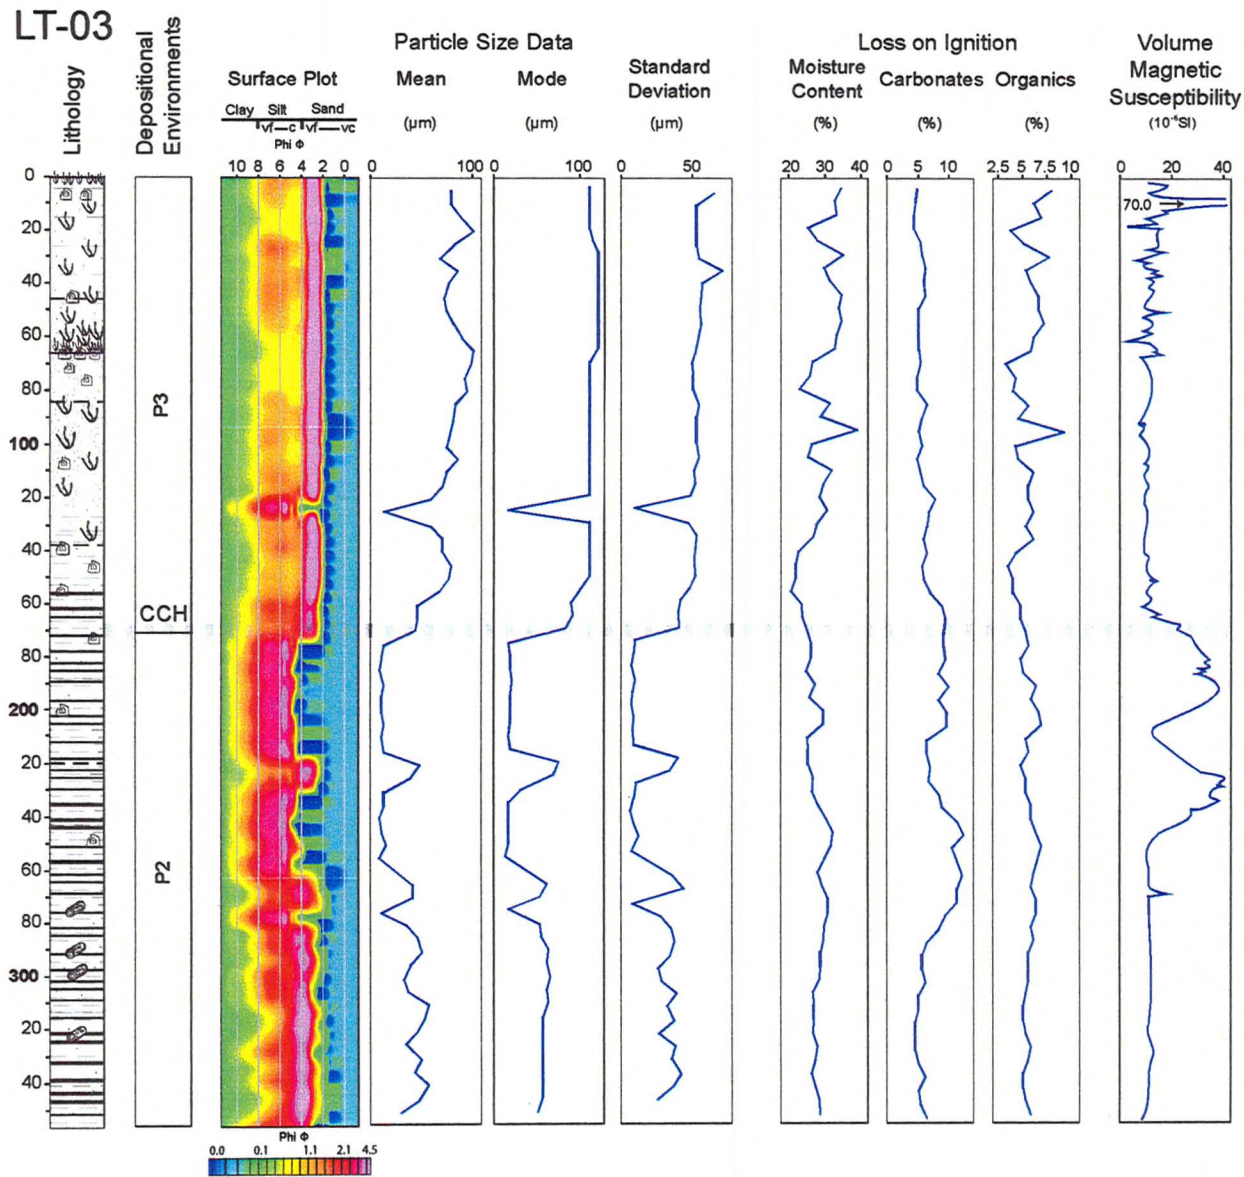 LT-03
Lithology
Depositional
Environments
Surface Plot
Clay Silt Sand
vf—c vf—vc
Phi Φ
10 8 6 4 2 0
Particle Size Data
Mean
(µm)
0 100
Mode
(µm)
0 100
Standard
Deviation
(µm)
0 50
Loss on Ignition
Moisture
Content
(%)
20 30 40
Carbonates
(%)
0 5 10
Organics
(%)
2.5 5 7.5 10
Volume
Magnetic
Susceptibility
(10⁻⁶SI)
0 20 40
70.0
0
20
40
60
80
100
20
40
60
80
200
20
40
60
80
300
20
40
P3
CCH
P2
Phi Φ
0.0 0.1 1.1 2.1 4.5